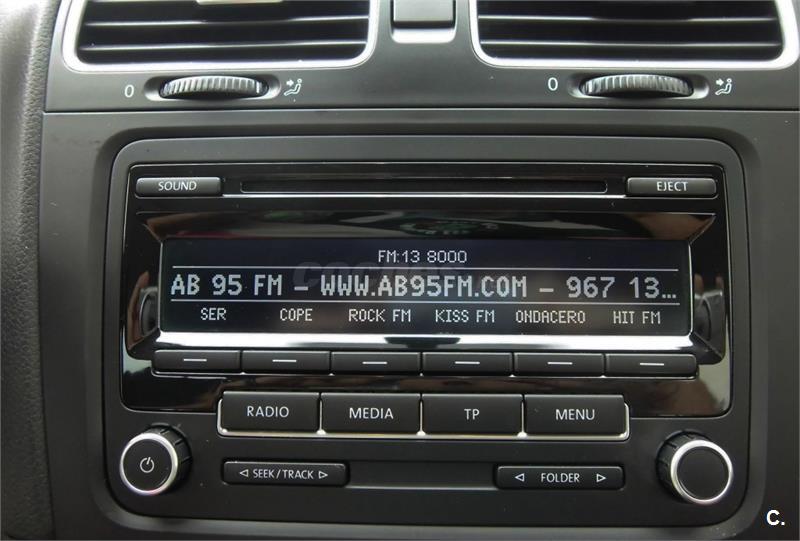 0
0
SOUND
EJECT
FM:13 8000
AB 95 FM - WWW.AB95FM.COM - 967 13...
SER COPE ROCK FM KISS FM ONDACERO HIT FM
RADIO MEDIA TP MENU
SEEK/TRACK
FOLDER
C.